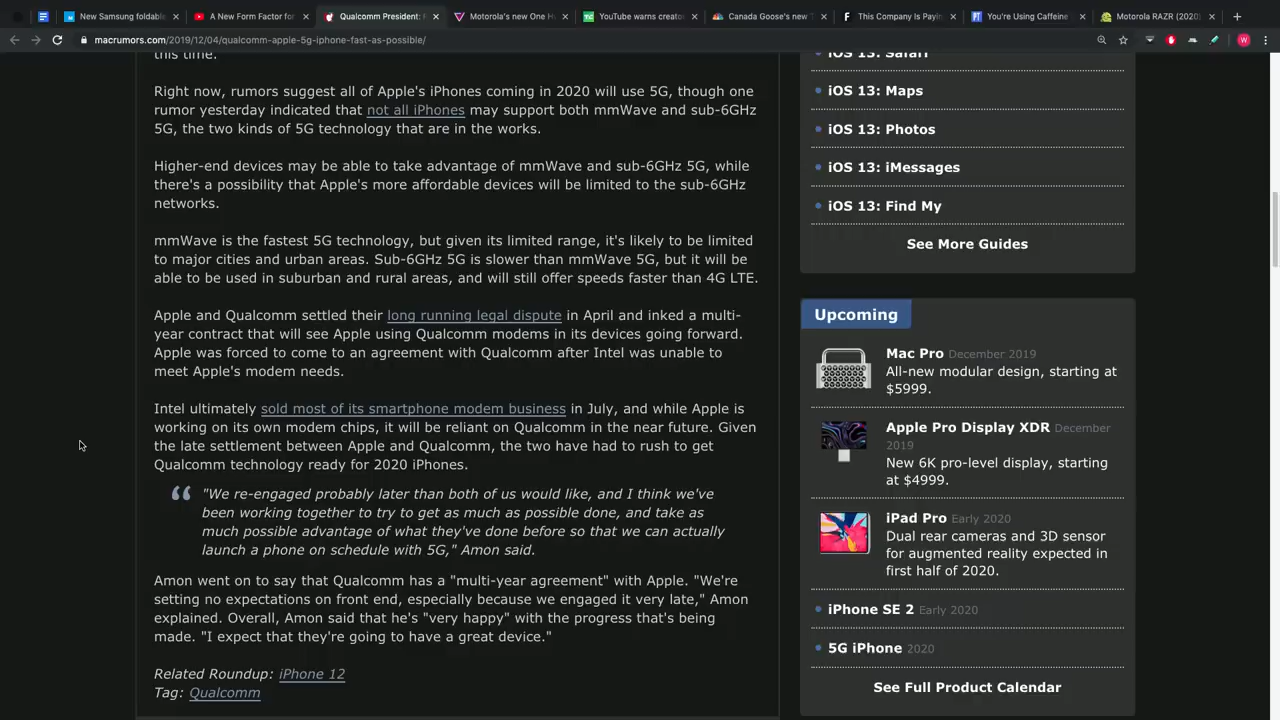 New Samsung foldable
A New Form Factor for
Qualcomm President: F
Motorola's new One H
YouTube warns creato
Canada Goose's new T
This Company Is Payin
You're Using Caffeine
Motorola RAZR (2020)
macrumors.com/2019/12/04/qualcomm-apple-5g-iphone-fast-as-possible/
W
this time.
Right now, rumors suggest all of Apple's iPhones coming in 2020 will use 5G, though one
rumor yesterday indicated that not all iPhones may support both mmWave and sub-6GHz
5G, the two kinds of 5G technology that are in the works.
Higher-end devices may be able to take advantage of mmWave and sub-6GHz 5G, while
there's a possibility that Apple's more affordable devices will be limited to the sub-6GHz
networks.
mmWave is the fastest 5G technology, but given its limited range, it's likely to be limited
to major cities and urban areas. Sub-6GHz 5G is slower than mmWave 5G, but it will be
able to be used in suburban and rural areas, and will still offer speeds faster than 4G LTE.
Apple and Qualcomm settled their long running legal dispute in April and inked a multi-
year contract that will see Apple using Qualcomm modems in its devices going forward.
Apple was forced to come to an agreement with Qualcomm after Intel was unable to
meet Apple's modem needs.
Intel ultimately sold most of its smartphone modem business in July, and while Apple is
working on its own modem chips, it will be reliant on Qualcomm in the near future. Given
the late settlement between Apple and Qualcomm, the two have had to rush to get
Qualcomm technology ready for 2020 iPhones.
"We re-engaged probably later than both of us would like, and I think we've
been working together to try to get as much as possible done, and take as
much possible advantage of what they've done before so that we can actually
launch a phone on schedule with 5G," Amon said.
Amon went on to say that Qualcomm has a "multi-year agreement" with Apple. "We're
setting no expectations on front end, especially because we engaged it very late," Amon
explained. Overall, Amon said that he's "very happy" with the progress that's being
made. "I expect that they're going to have a great device."
Related Roundup: iPhone 12
Tag: Qualcomm
iOS 13: Safari
iOS 13: Maps
iOS 13: Photos
iOS 13: iMessages
iOS 13: Find My
See More Guides
Upcoming
Mac Pro December 2019
All-new modular design, starting at
$5999.
Apple Pro Display XDR December
2019
New 6K pro-level display, starting
at $4999.
iPad Pro Early 2020
Dual rear cameras and 3D sensor
for augmented reality expected in
first half of 2020.
iPhone SE 2 Early 2020
5G iPhone 2020
See Full Product Calendar